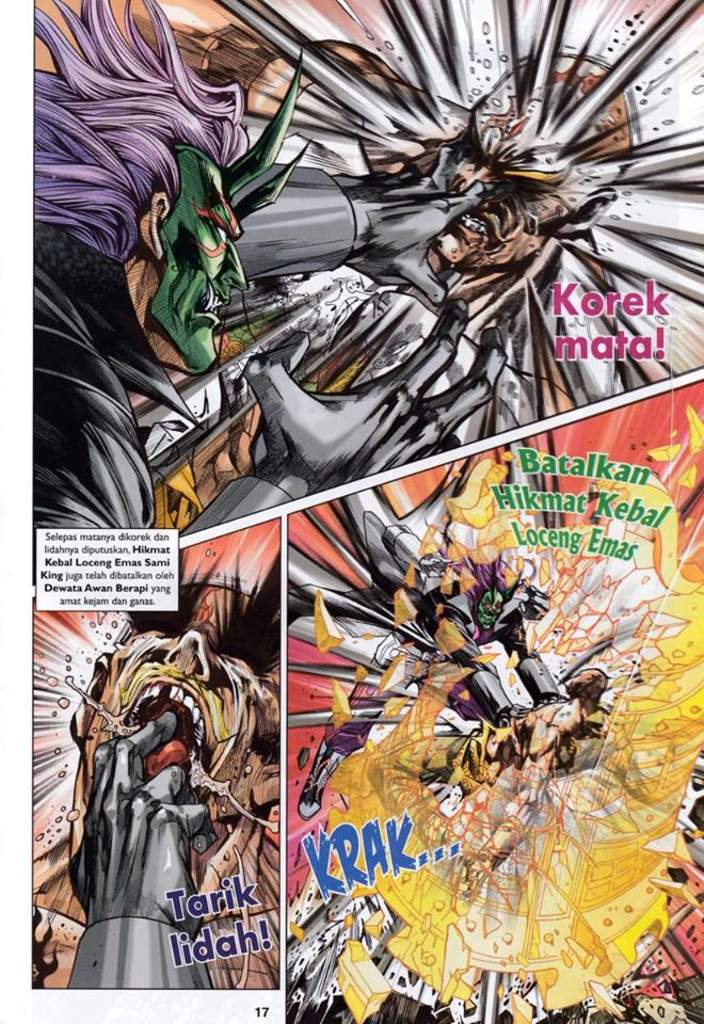 Korek
mata!
Selepas matanya dikorek dan
lidahnya diputuskan, Hikmat
Kebal Loceng Emas Sami
King juga telah dibatalkan oleh
Dewata Awan Berapi yang
amat kejam dan ganas.
Tarik
lidah!
Batalkan
Hikmat Kebal
Loceng Emas
KRAK...
17